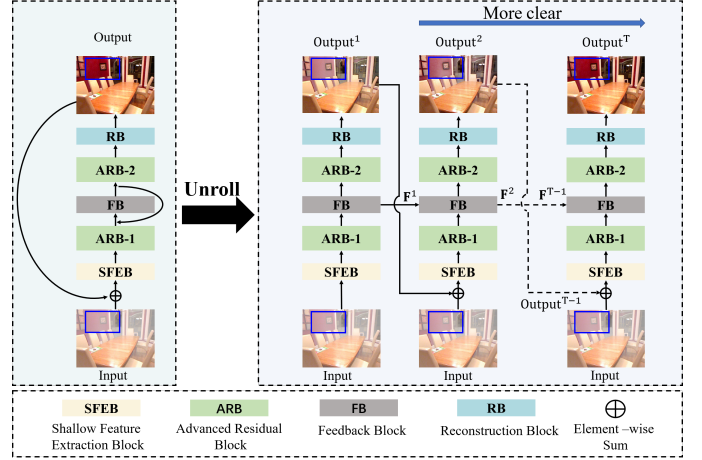 Output
RB
ARB-2
FB
ARB-1
SFEB
Input
Unroll
More clear
Output¹
Output²
Outputᵀ
RB
RB
RB
ARB-2
ARB-2
ARB-2
FB
F¹
FB
F²
Fᵀ⁻¹
FB
ARB-1
ARB-1
ARB-1
SFEB
SFEB
SFEB
Outputᵀ⁻¹
Input
Input
Input
SFEB
ARB
FB
RB
Shallow Feature
Extraction Block
Advanced Residual
Block
Feedback Block
Reconstruction Block
Element –wise
Sum